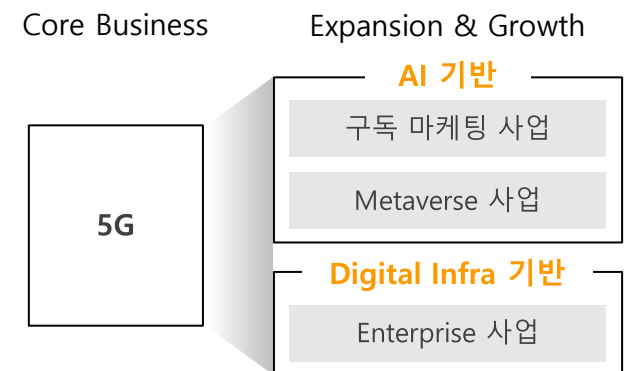 Core Business
Expansion & Growth
AI 기반
구독 마케팅 사업
Metaverse 사업
5G
Digital Infra 기반
Enterprise 사업